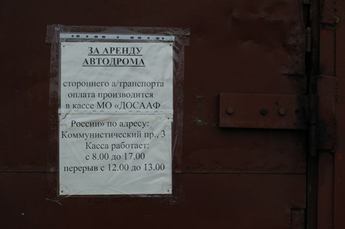 ЗА АРЕНДУ
АВТОДРОМА
стороннего а/транспорта
оплата производится
в кассе МО «ДОСААФ
России» по адресу:
Коммунистический пр., 3
Касса работает:
с 8.00 до 17.00
перерыв с 12.00 до 13.00